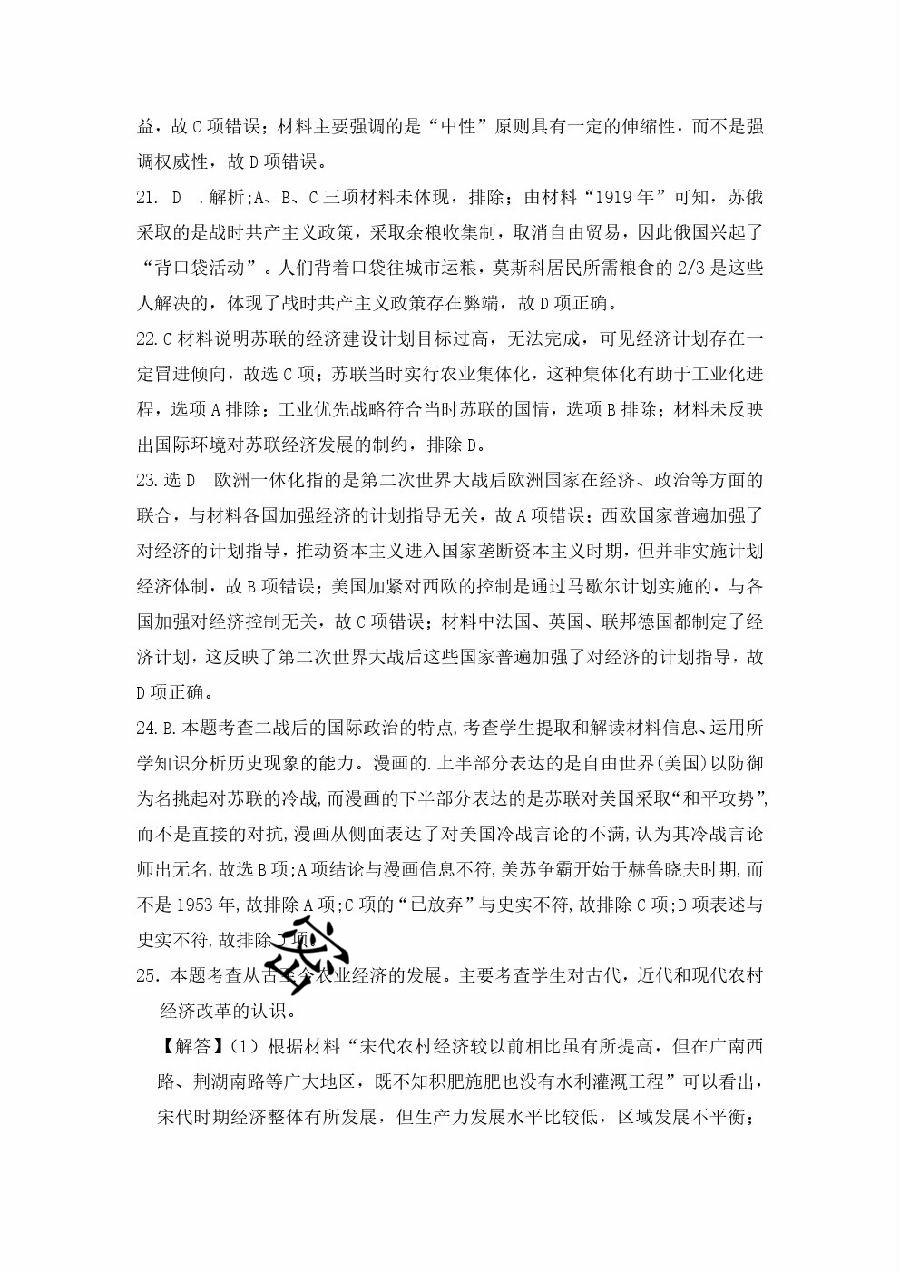 益，故 C 项错误；材料主要强调的是“中性”原则具有一定的伸缩性．而不是强
调权威性，故 D 项错误。
21. D ．解析；A、B、C 三项材料未体现，排除；由材料“1919 年”可知，苏俄
采取的是战时共产主义政策，采取余粮收集制，取消自由贸易，因此俄国兴起了
“背口袋活动”。人们背着口袋往城市运粮，莫斯科居民所需粮食的 2/3 是这些
人解决的，体现了战时共产主义政策存在弊端，故 D 项正确．
22.C 材料说明苏联的经济建设计划目标过高，无法完成，可见经济计划存在一
定冒进倾向．故选 C 项；苏联当时实行农业集体化，这种集体化有助于工业化进
程，选项 A 排除；工业优先战略符合当时苏联的国情，选项 B 排除；材料未反映
出国际环境对苏联经济发展的制约，排除 D。
23.选 D 欧洲一体化指的是第二次世界大战后欧洲国家在经济、政治等方面的
联合，与材料各国加强经济的计划指导无关，故 A 项错误；西欧国家普遍加强了
对经济的计划指导，推动资本主义进入国家垄断资本主义时期，但并非实施计划
经济体制，故 B 项错误；美国加紧对西欧的控制是通过马歇尔计划实施的，与各
国加强对经济控制无关，故 C 项错误；材料中法国、英国、联邦德国都制定了经
济计划，这反映了第二次世界大战后这些国家普遍加强了对经济的计划指导，故
D 项正确。
24.B.本题考查二战后的国际政治的特点,考查学生提取和解读材料信息、运用所
学知识分析历史现象的能力。漫画的.上半部分表达的是自由世界(美国)以防御
为名挑起对苏联的冷战,而漫画的下半部分表达的是苏联对美国采取“和平攻势”,
而不是直接的对抗,漫画从侧面表达了对美国冷战言论的不满,认为其冷战言论
师出无名,故选 B 项;A 项结论与漫画信息不符,美苏争霸开始于赫鲁晓夫时期,而
不是 1953 年,故排除 A 项;C 项的“已放弃”与史实不符,故排除 C 项;D 项表述与
史实不符,故排除 D 项。
25．本题考查从古至今农业经济的发展。主要考查学生对古代，近代和现代农村
经济改革的认识。
【解答】（1）根据材料“宋代农村经济较以前相比虽有所提高，但在广南西
路、荆湖南路等广大地区，既不知积肥施肥也没有水利灌溉工程”可以看出，
宋代时期经济整体有所发展，但生产力发展水平比较低，区域发展不平衡；